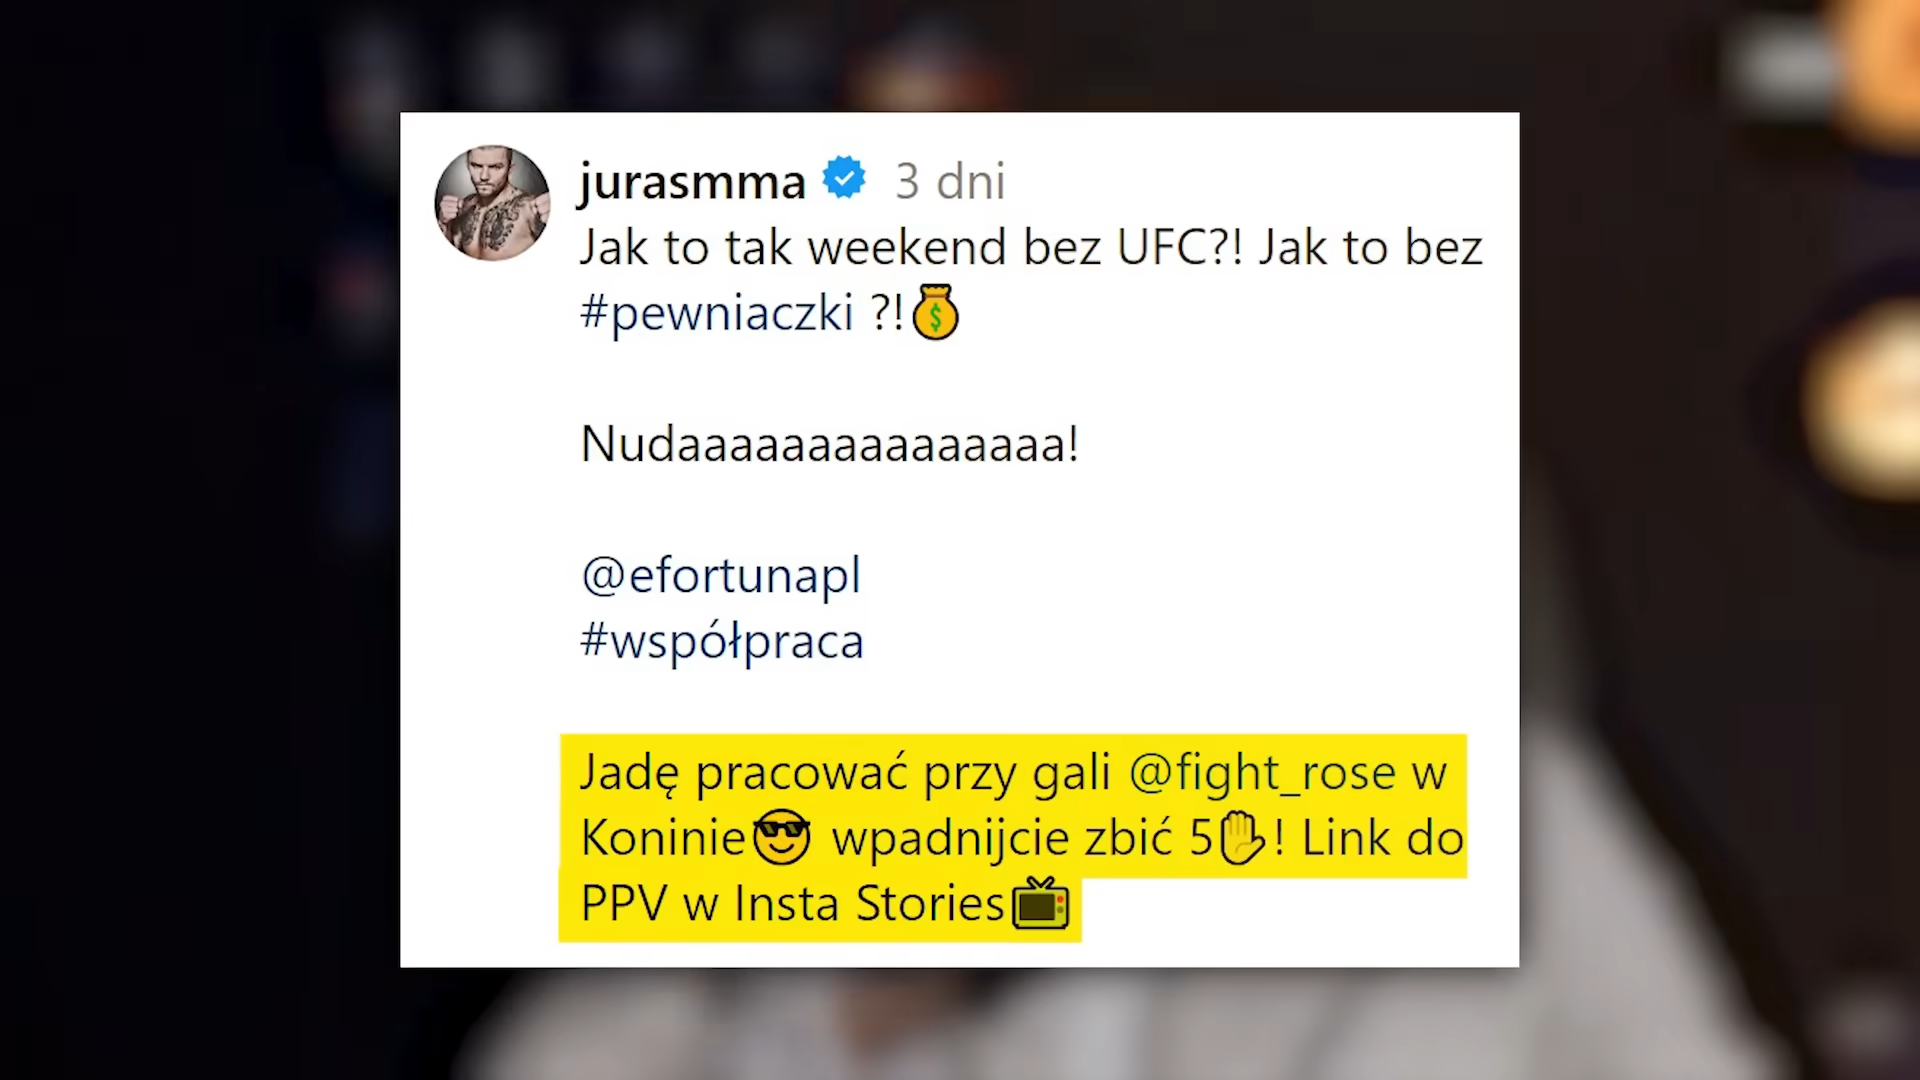 jurasmma 3 dni
Jak to tak weekend bez UFC?! Jak to bez
#pewniaczki ?!💰
Nudaaaaaaaaaaaaaaa!
@efortunapl
#współpraca
Jadę pracować przy gali @fight_rose w
Koninie😎 wpadnijcie zbić 5✋! Link do
PPV w Insta Stories📺